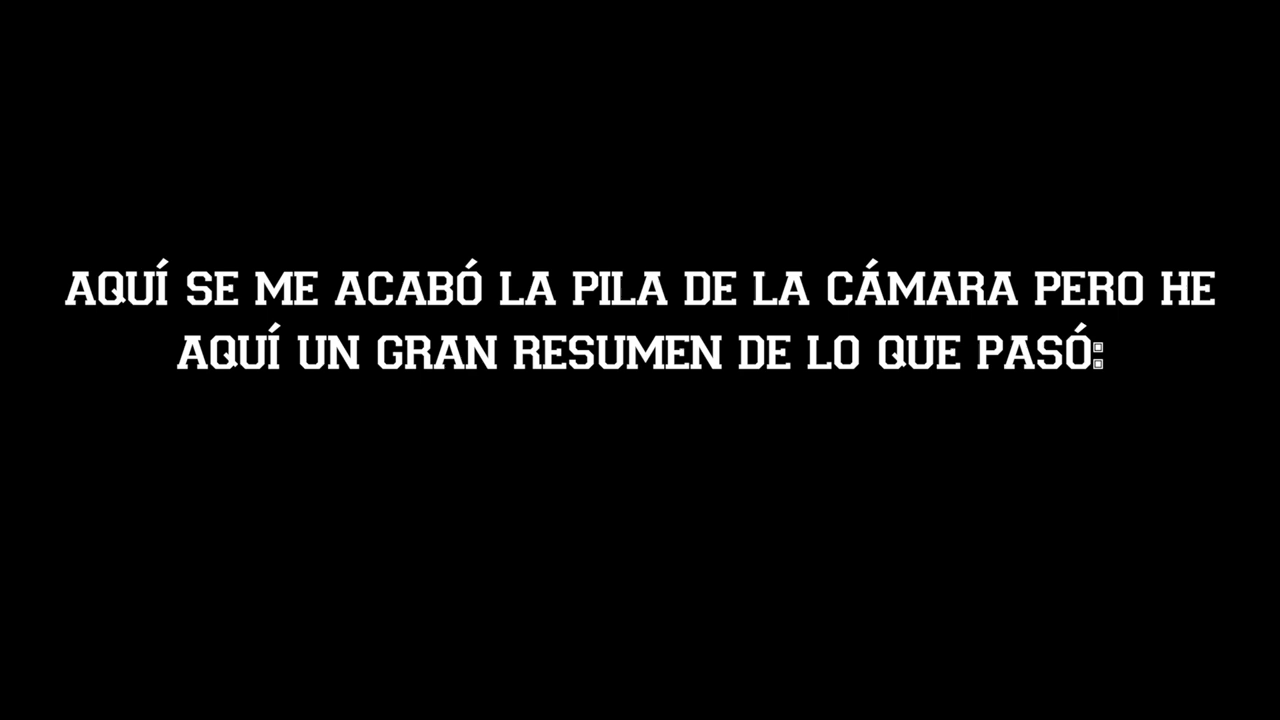 AQUÍ SE ME ACABÓ LA PILA DE LA CÁMARA PERO HE
AQUÍ UN GRAN RESUMEN DE LO QUE PASÓ: